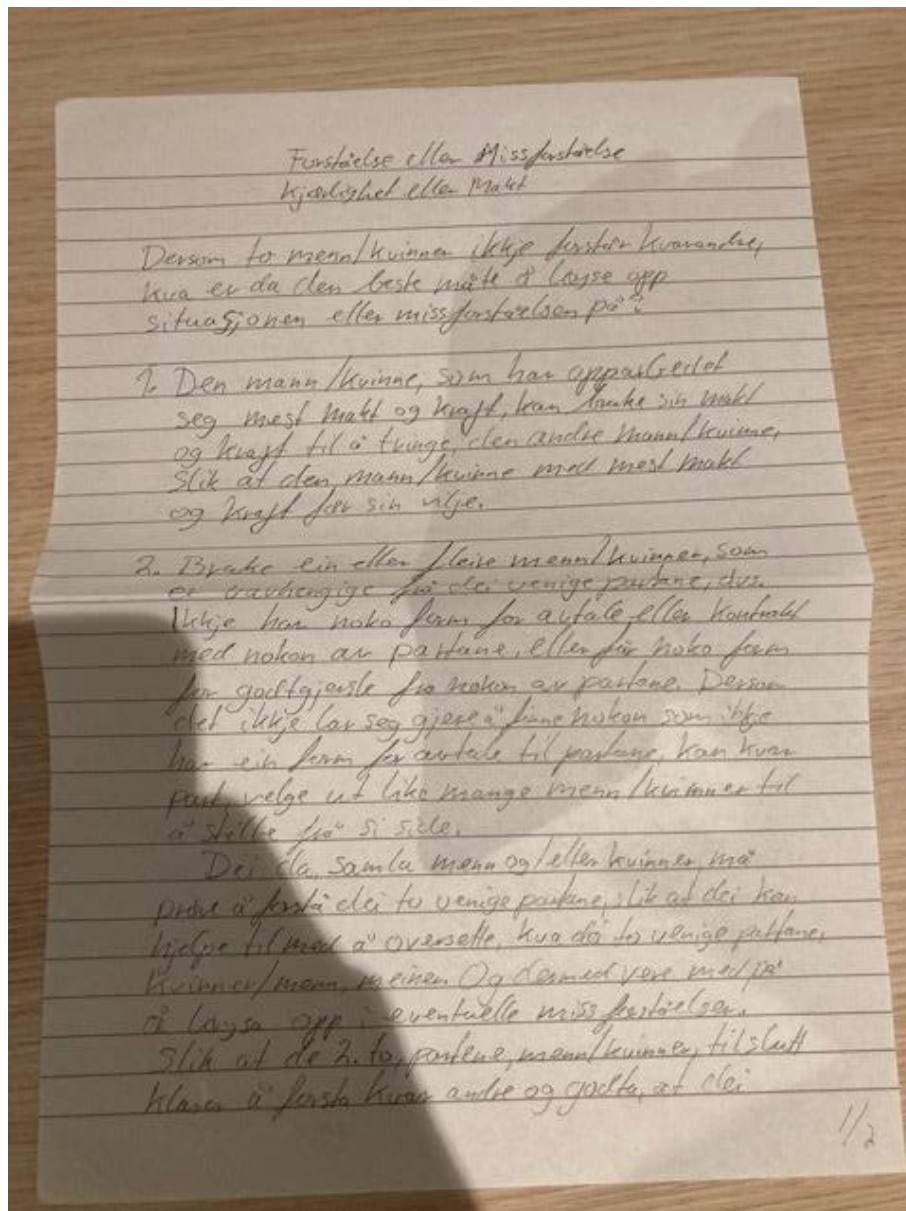 Forståelse eller Missforståelse
Kjærlighet eller Makt
Dersom to menn/kvinner ikkje forstår kvarandre,
kva er da den beste måte å løyse opp
situasjonen eller missforståelsen på?
1. Den mann/kvinne, som har opparbeidet
seg mest makt og kraft, kan bruke sin makt
og kraft til å tvinge, den andre mann/kvinne,
slik at den, mann/kvinne med mest makt
og kraft får sin vilje.
2. Bruke ein eller fleire menn/kvinner, som
er uavhengige frå dei uenige partane, dvs.
Ikkje har noko form for avtale eller kontrakt
med nokon av partane, eller får noko form
for godtgjersle fra nokon av partane. Dersom
det ikkje lar seg gjere å finne nokon som ikkje
har ein form for avtale til partane, kan kvar
part, velge ut like mange menn/kvinner til
å stille frå si side.
Dei da, samla menn og/eller kvinner, må
prøve å forstå dei to uenige partane, slik at dei kan
hjelpe til med å oversette, kva dei to uenige partane,
kvinner/menn, meiner. Og dermed vere med på
å løyse opp i eventuelle missforståelser.
Slik at de 2. to, partene, menn/kvinner, tilslutt
klarer å forstå kvar andre og godta, at dei
1/2